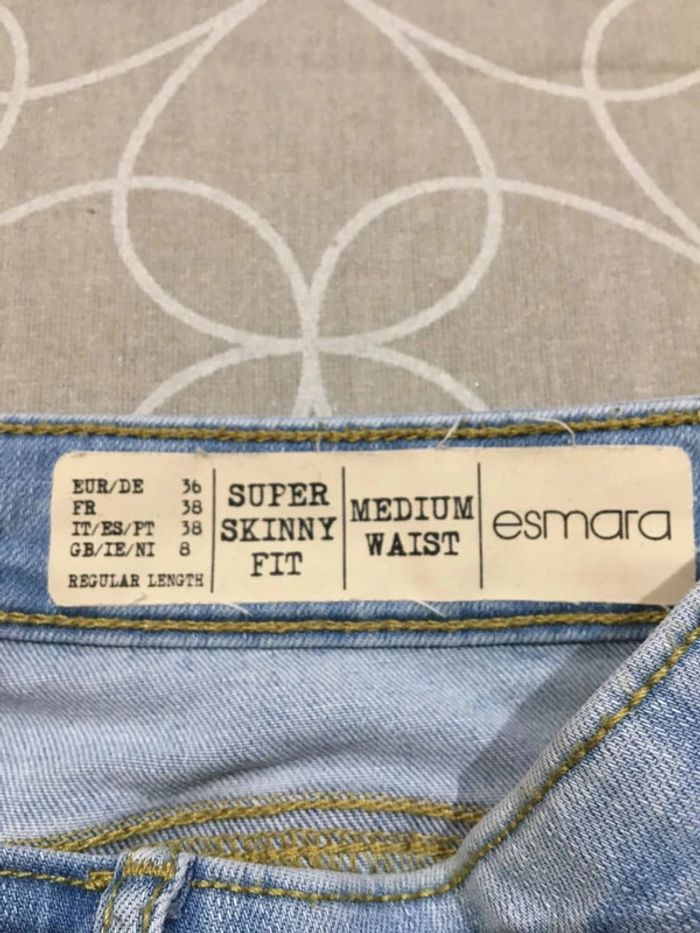 EUR/DE 36
FR 38
IT/ES/PT 38
GB/IE/NI 8
REGULAR LENGTH
SUPER
SKINNY
FIT
MEDIUM
WAIST
esmara